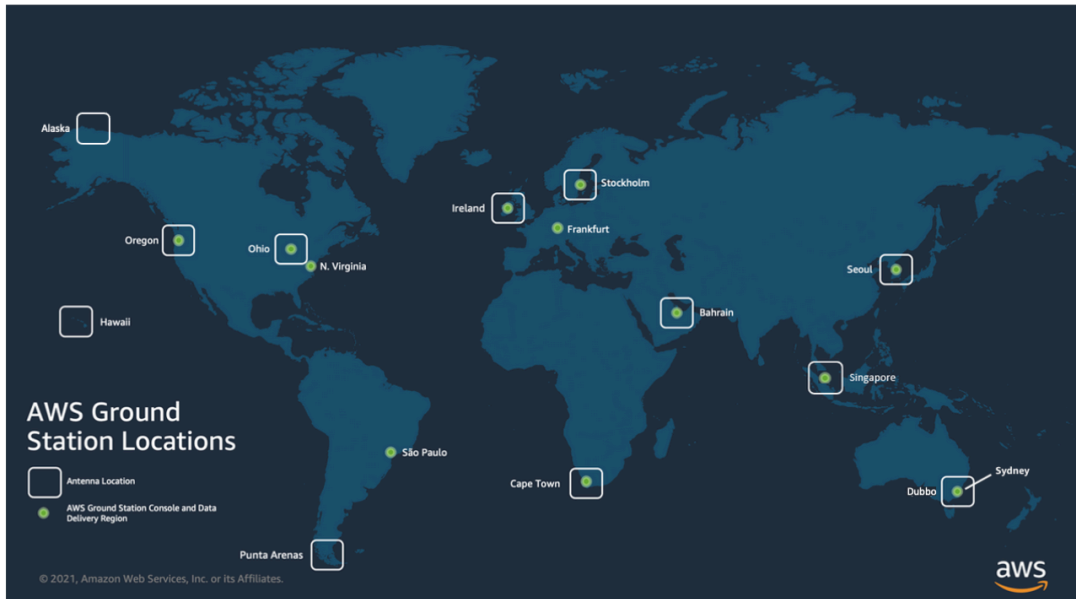 Alaska
Stockholm
Ireland
Frankfurt
Oregon
Ohio
N. Virginia
Seoul
Hawaii
Bahrain
Singapore
AWS Ground
Station Locations
Antenna Location
AWS Ground Station Console and Data
Delivery Region
São Paulo
Cape Town
Sydney
Dubbo
Punta Arenas
© 2021, Amazon Web Services, Inc. or its Affiliates.
aws